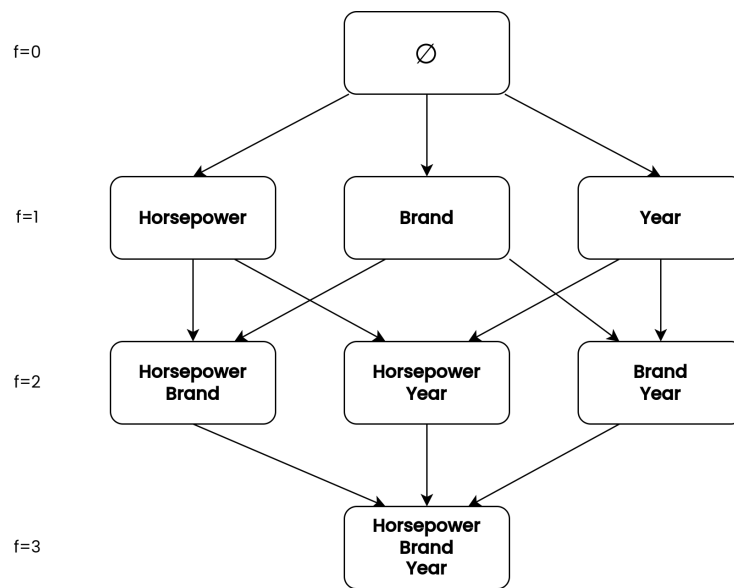 f=0
∅
f=1
Horsepower
Brand
Year
f=2
Horsepower
Brand
Horsepower
Year
Brand
Year
f=3
Horsepower
Brand
Year